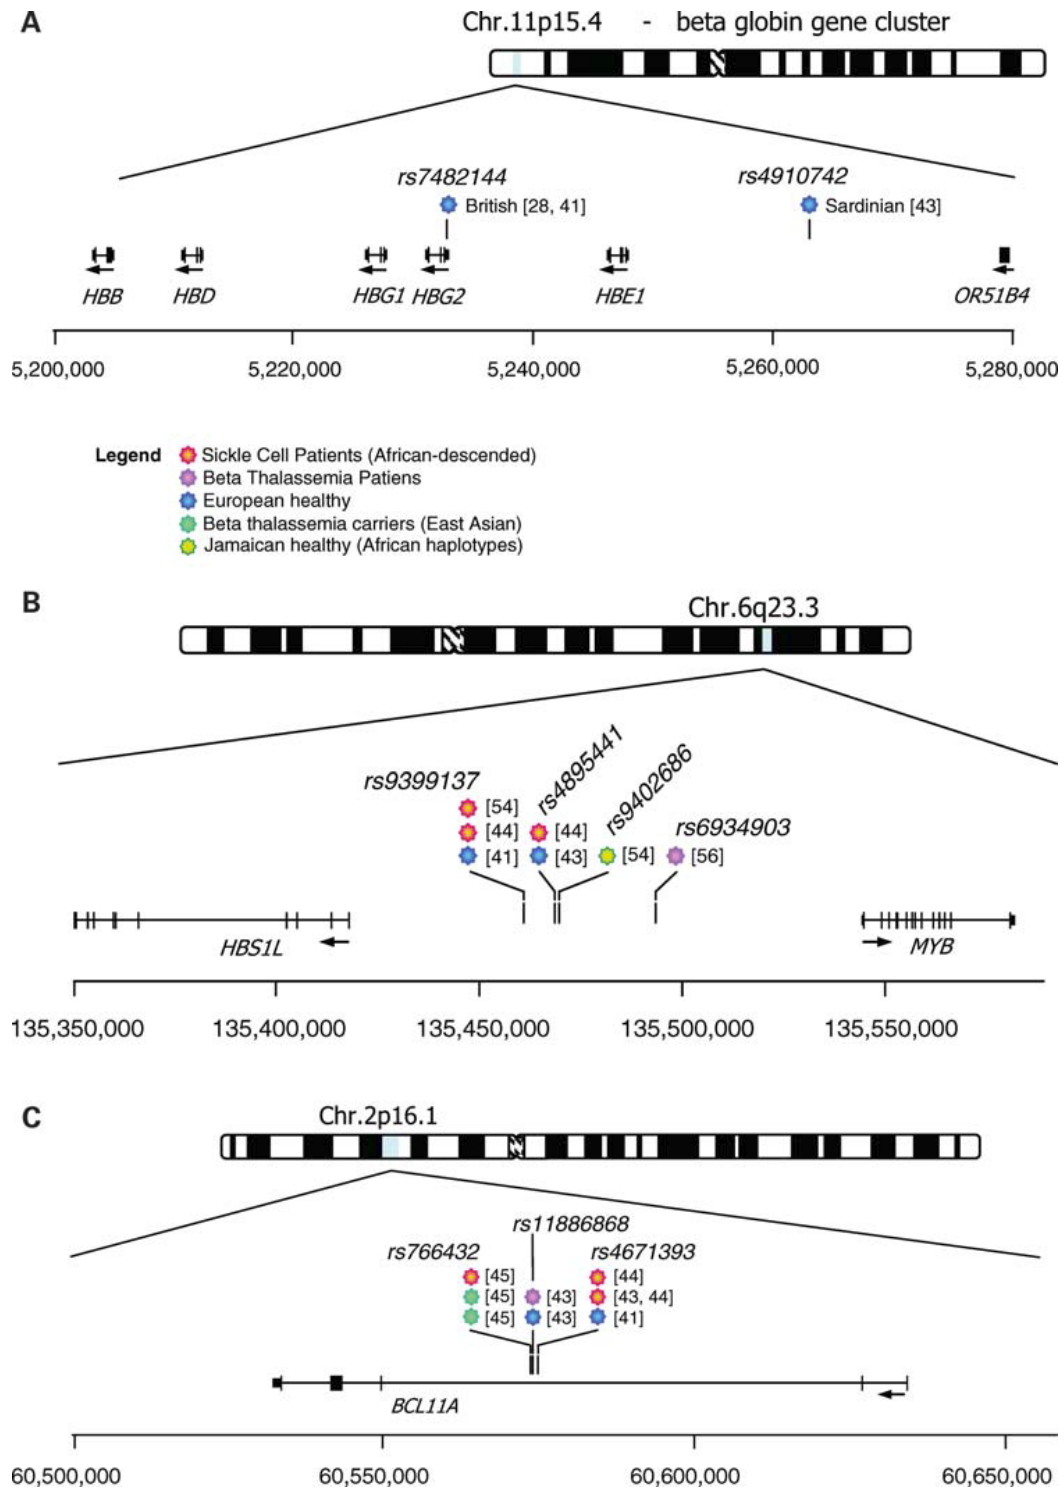 A
Chr.11p15.4 - beta globin gene cluster
rs7482144 rs4910742
British [28, 41] Sardinian [43]
HBB HBD HBG1 HBG2 HBE1 OR51B4
5,200,000 5,220,000 5,240,000 5,260,000 5,280,000
Legend Sickle Cell Patients (African-descended)
Beta Thalassemia Patiens
European healthy
Beta thalassemia carriers (East Asian)
Jamaican healthy (African haplotypes)
B
Chr.6q23.3
rs9399137 rs4895441 rs9402686 rs6934903
[54]
[44] [44]
[41] [43] [54] [56]
HBS1L MYB
135,350,000 135,400,000 135,450,000 135,500,000 135,550,000
C
Chr.2p16.1
rs11886868
rs766432 rs4671393
[45] [44]
[45] [43] [43, 44]
[45] [43] [41]
BCL11A
60,500,000 60,550,000 60,600,000 60,650,000